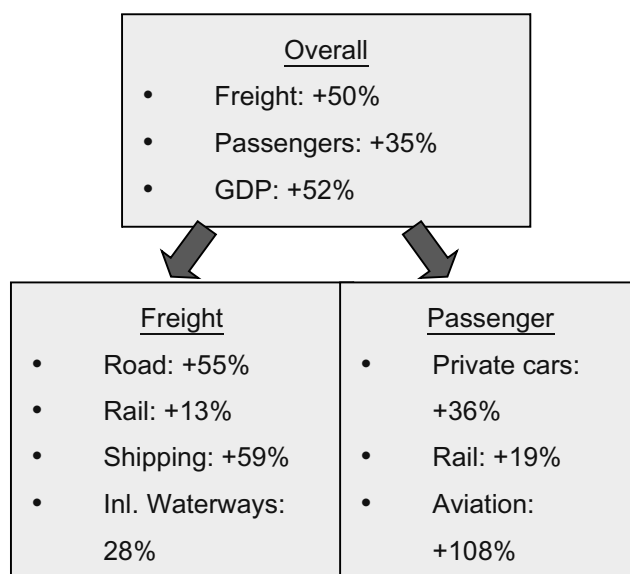 Overall
• Freight: +50%
• Passengers: +35%
• GDP: +52%
Freight
• Road: +55%
• Rail: +13%
• Shipping: +59%
• Inl. Waterways:
28%
Passenger
• Private cars:
+36%
• Rail: +19%
• Aviation:
+108%